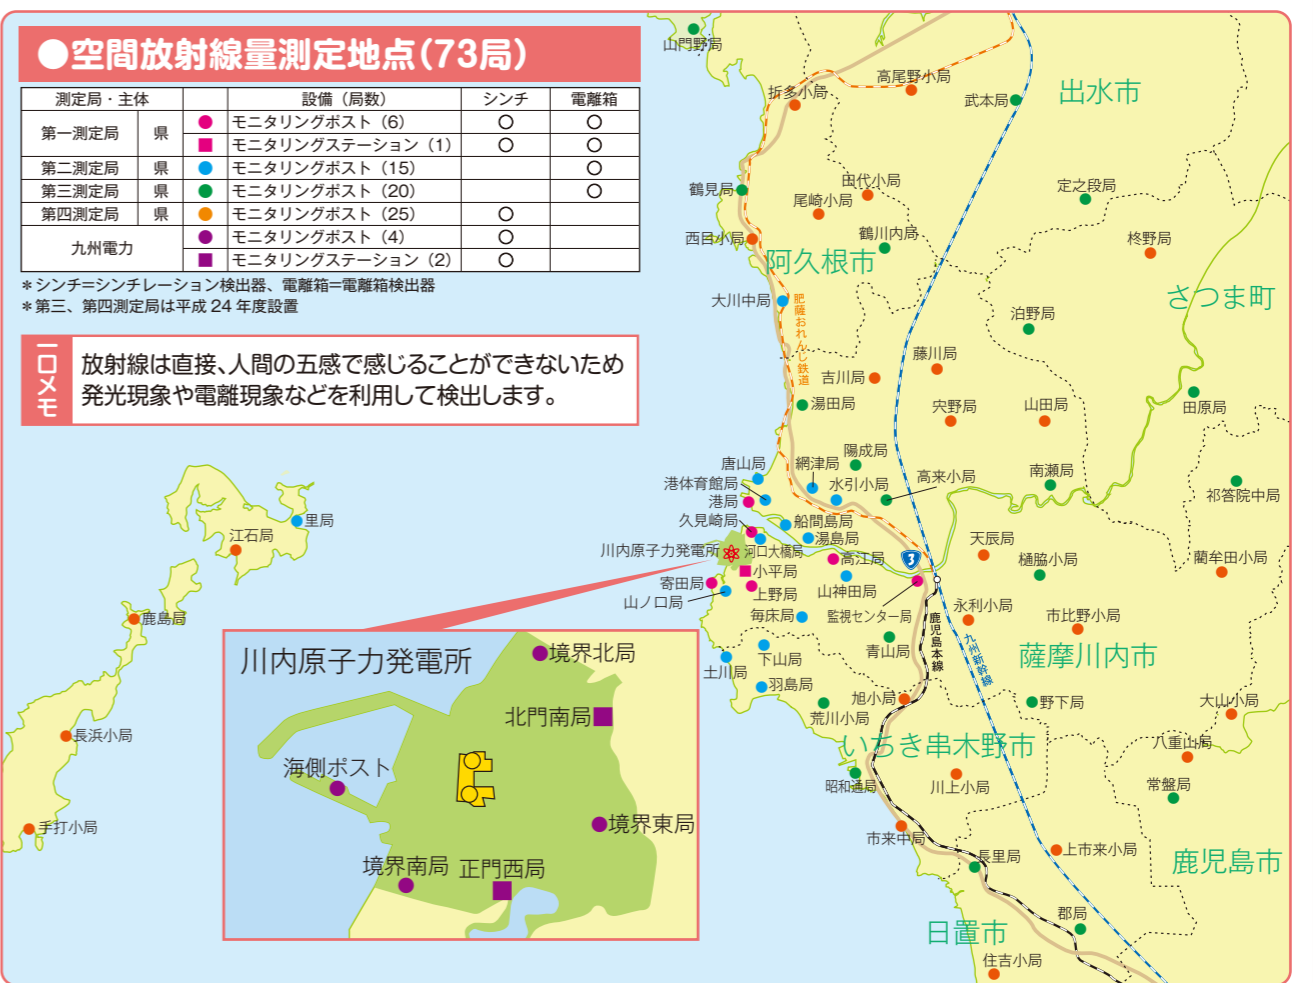 ●空間放射線量測定地点(73局)
測定局・主体 設備(局数) シンチ 電離箱
第一測定局 県 ● モニタリングポスト(6) ○ ○
■ モニタリングステーション(1) ○ ○
第二測定局 県 ● モニタリングポスト(15) ○
第三測定局 県 ● モニタリングポスト(20) ○
第四測定局 県 ● モニタリングポスト(25) ○
九州電力 ● モニタリングポスト(4) ○
■ モニタリングステーション(2) ○
*シンチ=シンチレーション検出器、電離箱=電離箱検出器
*第三、第四測定局は平成24年度設置
一口メモ
放射線は直接、人間の五感で感じることができないため
発光現象や電離現象などを利用して検出します。
山門野局
高尾野小局
折多小局
武本局
出水市
鶴見局
田代小局
尾崎小局
定之段局
西目小局
鶴川内局
柊野局
阿久根市
さつま町
大川中局
肥薩おれんじ鉄道
泊野局
藤川局
吉川局
湯田局
宍野局
山田局
田原局
唐山局
網津局
陽成局
高来小局
南瀬局
港体育館局
水引小局
祁答院中局
港局
久見崎局
船間島局
湯島局
川内原子力発電所
河口大橋局
高江局
3
天辰局
樋脇小局
藺牟田小局
小平局
寄田局
上野局
山神田局
山ノ口局
毎床局
監視センター局
永利小局
市比野小局
鹿児島本線
九州新幹線
青山局
薩摩川内市
土川局
下山局
羽島局
荒川小局
旭小局
野下局
大山小局
いちき串木野市
八重山局
昭和通局
川上小局
常盤局
市来中局
長里局
上市来小局
鹿児島市
郡局
日置市
住吉小局
里局
江石局
鹿島局
長浜小局
手打小局
川内原子力発電所
境界北局
北門南局
海側ポスト
境界東局
境界南局
正門西局